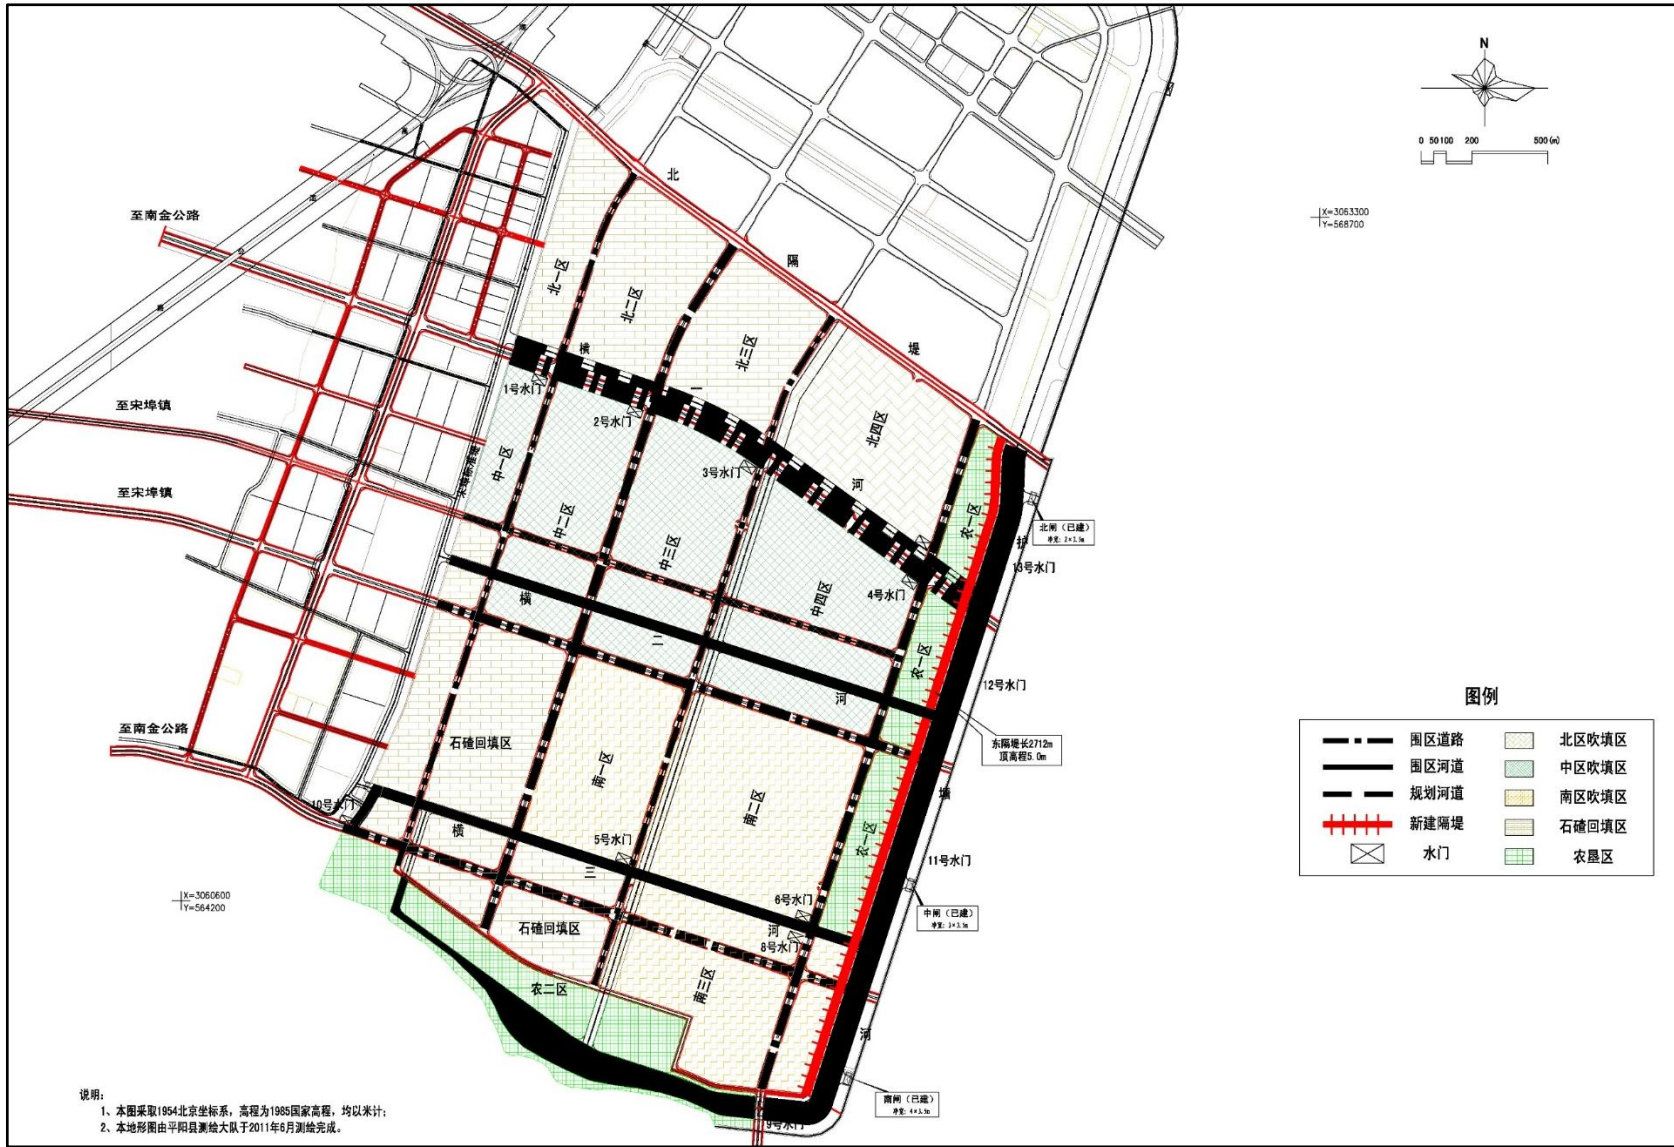 N
0 50100 200 500(m)
X=3063300
Y=568700
至南金公路
至宋埠镇
至宋埠镇
至南金公路
北
隔
堤
北一区
北二区
北三区
北四区
横
一
河
1号水门
2号水门
3号水门
4号水门
中一区
中二区
中三区
中四区
农一区
农一区
农一区
横
二
河
北闸（已建）
护
13号水门
12号水门
东隔堤长2712m
顶高程5.0m
塘
11号水门
中闸（已建）
河
南闸（已建）
石碴回填区
南一区
南二区
10号水门
横
三
河
5号水门
6号水门
8号水门
石碴回填区
南三区
农二区
9号水门
X=3060600
Y=564200
图例
围区道路
北区吹填区
围区河道
中区吹填区
规划河道
南区吹填区
新建隔堤
石碴回填区
水门
农垦区
说明：
1、本图采取1954北京坐标系，高程为1985国家高程，均以米计；
2、本地形图由平阳县测绘大队于2011年6月测绘完成。